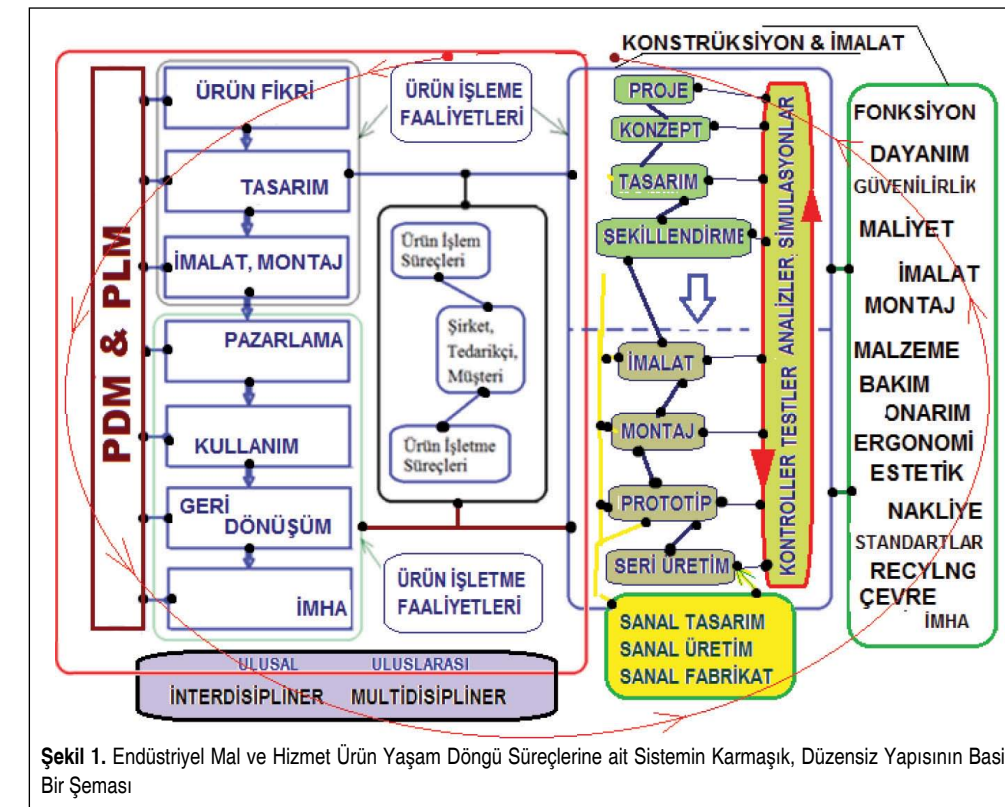 KONSTRÜKSİYON & İMALAT
PDM & PLM
ÜRÜN FİKRİ
TASARIM
İMALAT, MONTAJ
PAZARLAMA
KULLANIM
GERİ
DÖNÜŞÜM
İMHA
ÜRÜN İŞLEME
FAALİYETLERİ
Ürün İşlem
Süreçleri
Şirket,
Tedarikçi,
Müşteri
Ürün İşletme
Süreçleri
ÜRÜN İŞLETME
FAALİYETLERİ
ULUSAL ULUSLARASI
İNTERDİSİPLİNER MULTİDİSİPLİNER
PROJE
KONZEPT
TASARIM
ŞEKİLLENDİRME
İMALAT
MONTAJ
PROTOTİP
SERİ ÜRETİM
KONTROLLER TESTLER ANALİZLER SİMULASYONLAR
SANAL TASARIM
SANAL ÜRETİM
SANAL FABRİKAT
FONKSİYON
DAYANIM
GÜVENİLİRLİK
MALİYET
İMALAT
MONTAJ
MALZEME
BAKIM
ONARIM
ERGONOMİ
ESTETİK
NAKLİYE
STANDARTLAR
RECYLNG
ÇEVRE
İMHA
Şekil 1. Endüstriyel Mal ve Hizmet Ürün Yaşam Döngü Süreçlerine ait Sistemin Karmaşık, Düzensiz Yapısının Basi
Bir Şeması